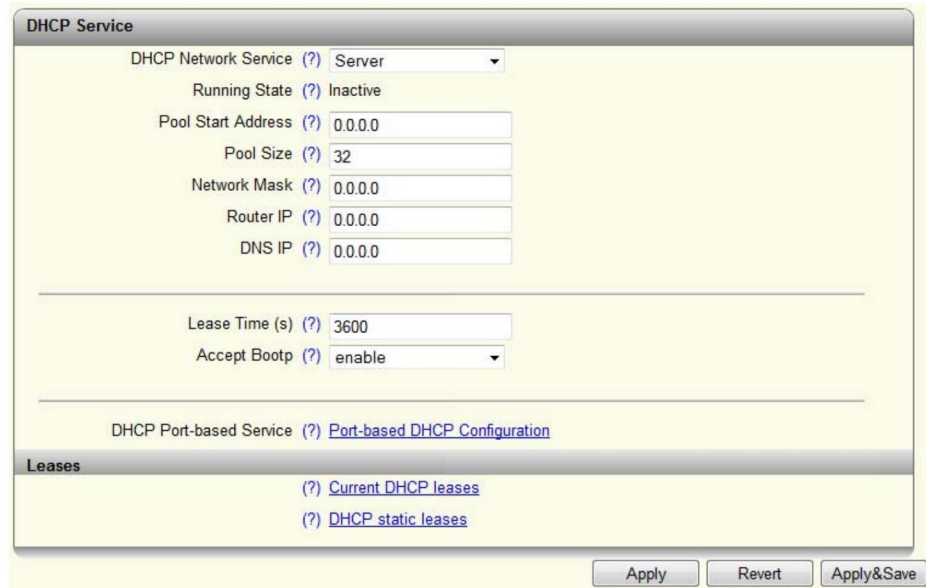 DHCP Service
DHCP Network Service (?) Server
Running State (?) Inactive
Pool Start Address (?) 0.0.0.0
Pool Size (?) 32
Network Mask (?) 0.0.0.0
Router IP (?) 0.0.0.0
DNS IP (?) 0.0.0.0
Lease Time (s) (?) 3600
Accept Bootp (?) enable
DHCP Port-based Service (?) Port-based DHCP Configuration
Leases
(?) Current DHCP leases
(?) DHCP static leases
Apply Revert Apply&Save